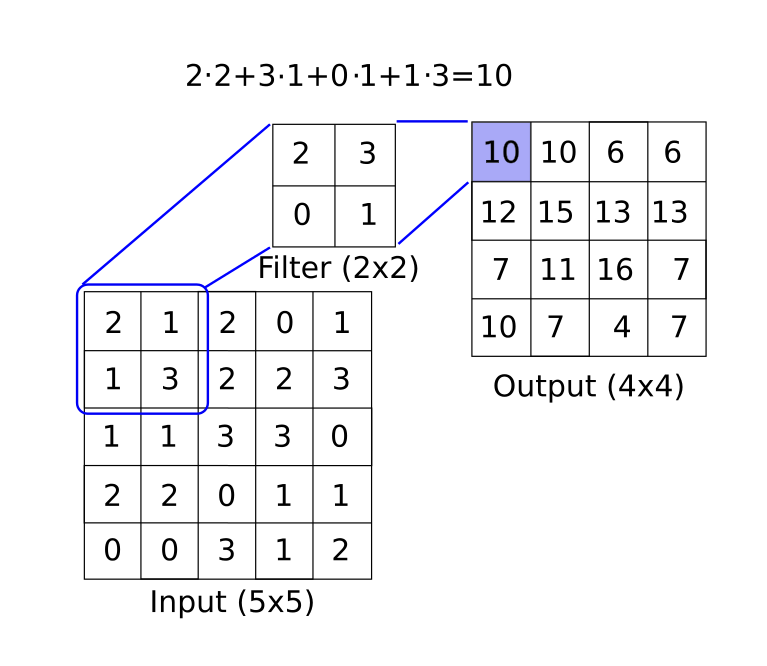 2·2+3·1+0·1+1·3=10
2 3
0 1
Filter (2x2)
10 10 6 6
12 15 13 13
7 11 16 7
10 7 4 7
Output (4x4)
2 1 2 0 1
1 3 2 2 3
1 1 3 3 0
2 2 0 1 1
0 0 3 1 2
Input (5x5)